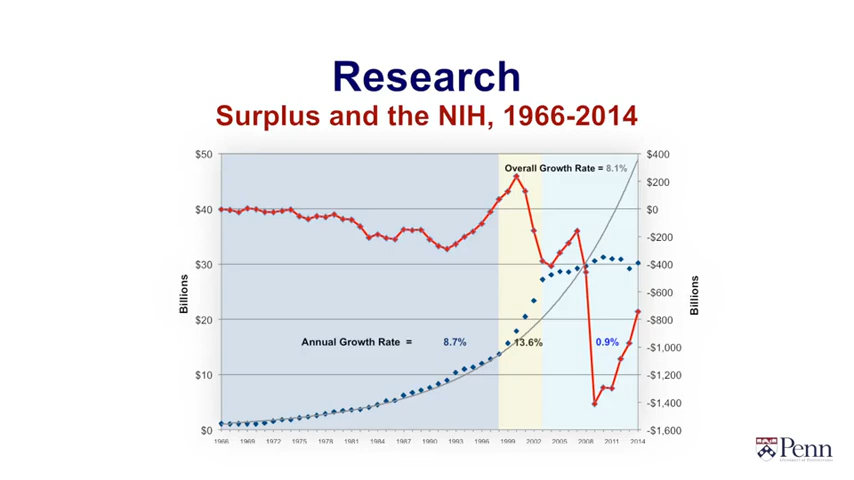 Research
Surplus and the NIH, 1966-2014
$50
$40
$30
$20
$10
$0
Billions
Overall Growth Rate = 8.1%
Annual Growth Rate =
8.7%
13.6%
0.9%
$400
$200
$0
-$200
-$400
-$600
-$800
-$1,000
-$1,200
-$1,400
-$1,600
Billions
1966 1969 1972 1975 1978 1981 1984 1987 1990 1993 1996 1999 2002 2005 2008 2011 2014
Penn